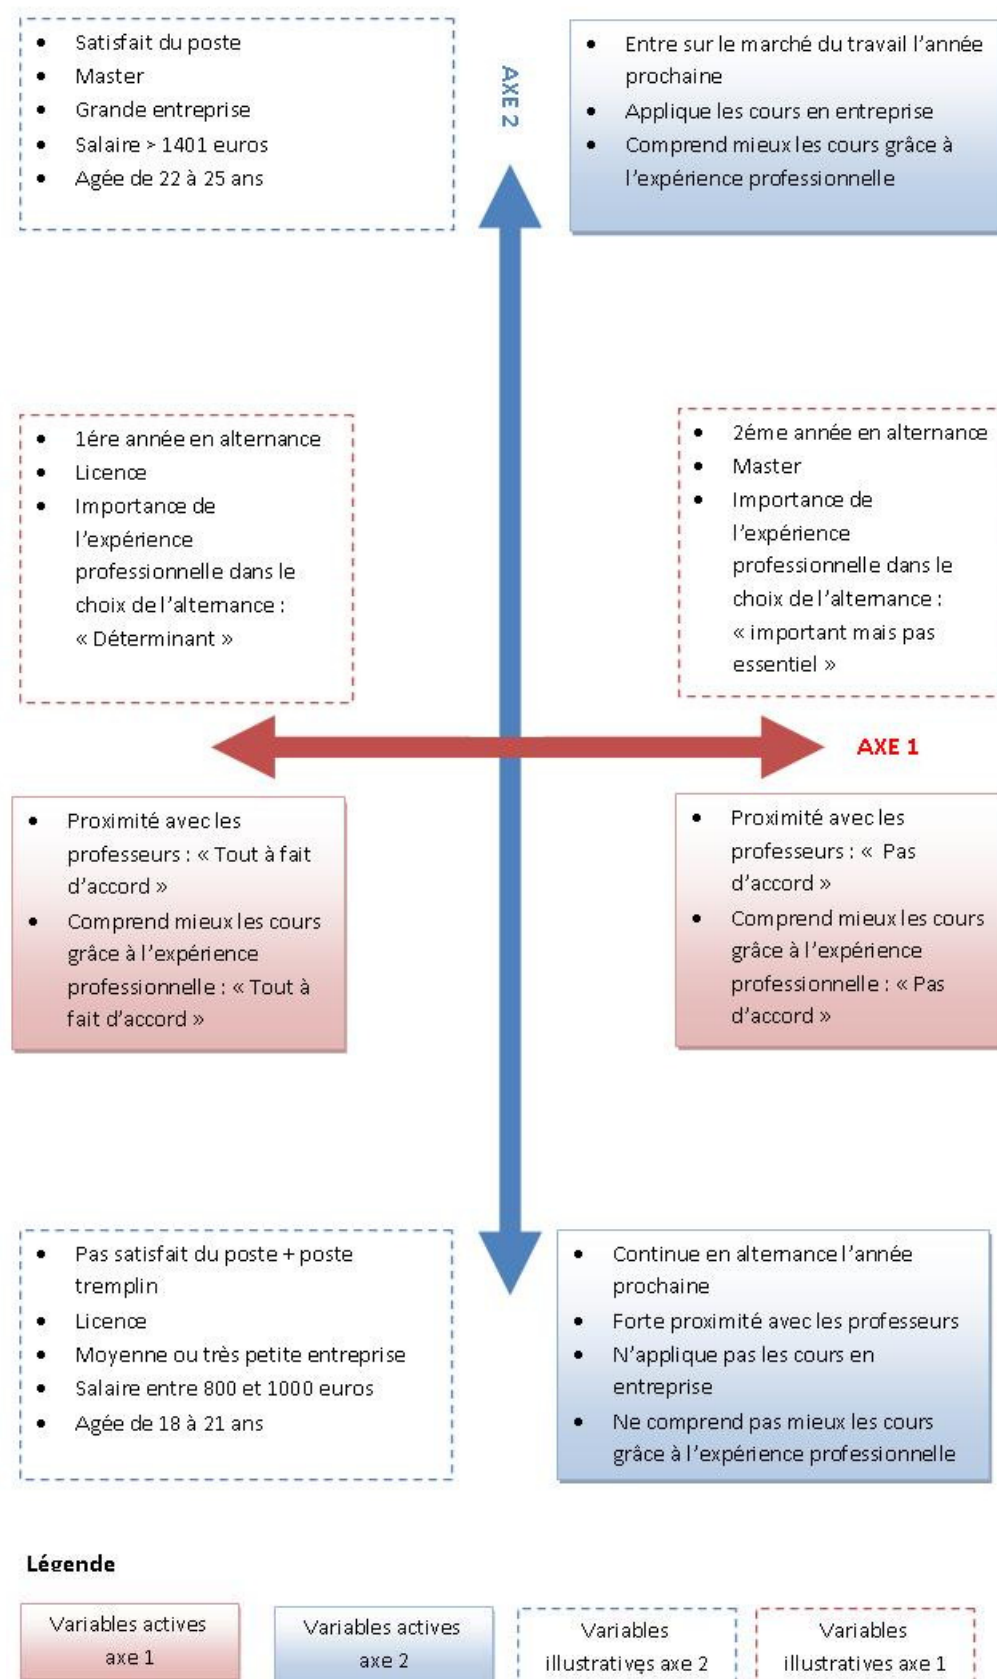 • Satisfait du poste
• Master
• Grande entreprise
• Salaire > 1401 euros
• Agée de 22 à 25 ans
AXE 2
• Entre sur le marché du travail l’année
prochaine
• Applique les cours en entreprise
• Comprend mieux les cours grâce à
l’expérience professionnelle
• 1ére année en alternance
• Licence
• Importance de
l’expérience
professionnelle dans le
choix de l’alternance :
« Déterminant »
• 2éme année en alternance
• Master
• Importance de
l’expérience
professionnelle dans le
choix de l’alternance :
« important mais pas
essentiel »
AXE 1
• Proximité avec les
professeurs : « Tout à fait
d’accord »
• Comprend mieux les cours
grâce à l’expérience
professionnelle : « Tout à
fait d’accord »
• Proximité avec les
professeurs : « Pas
d’accord »
• Comprend mieux les cours
grâce à l’expérience
professionnelle : « Pas
d’accord »
• Pas satisfait du poste + poste
tremplin
• Licence
• Moyenne ou très petite entreprise
• Salaire entre 800 et 1000 euros
• Agée de 18 à 21 ans
• Continue en alternance l’année
prochaine
• Forte proximité avec les professeurs
• N’applique pas les cours en
entreprise
• Ne comprend pas mieux les cours
grâce à l’expérience professionnelle
Légende
Variables actives
axe 1
Variables actives
axe 2
Variables
illustratives axe 2
Variables
illustratives axe 1